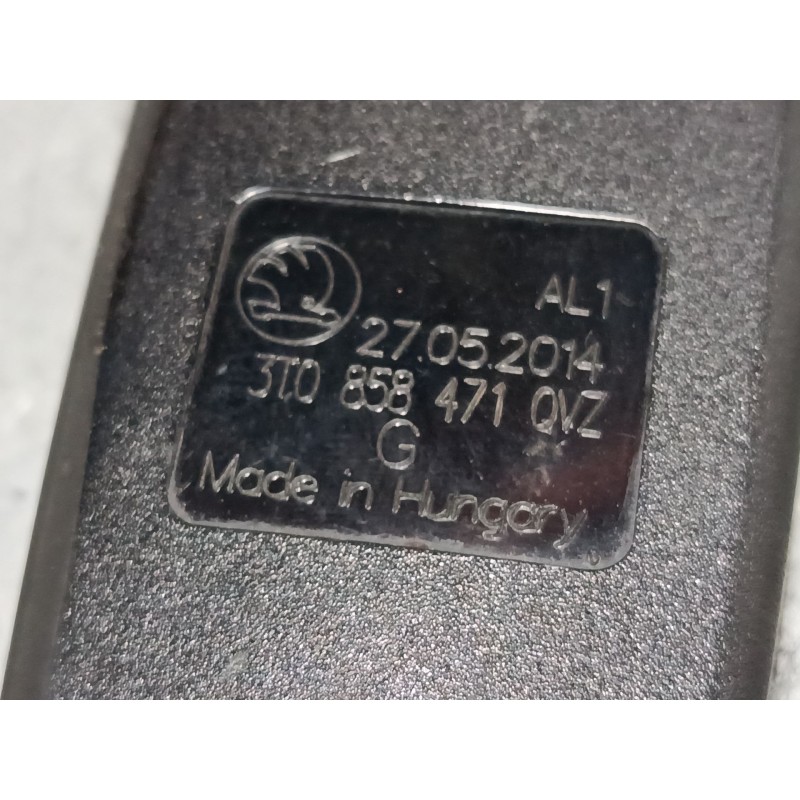 AL1
27.05.2014
3T0 858 471 QVZ
G
Made in Hungary